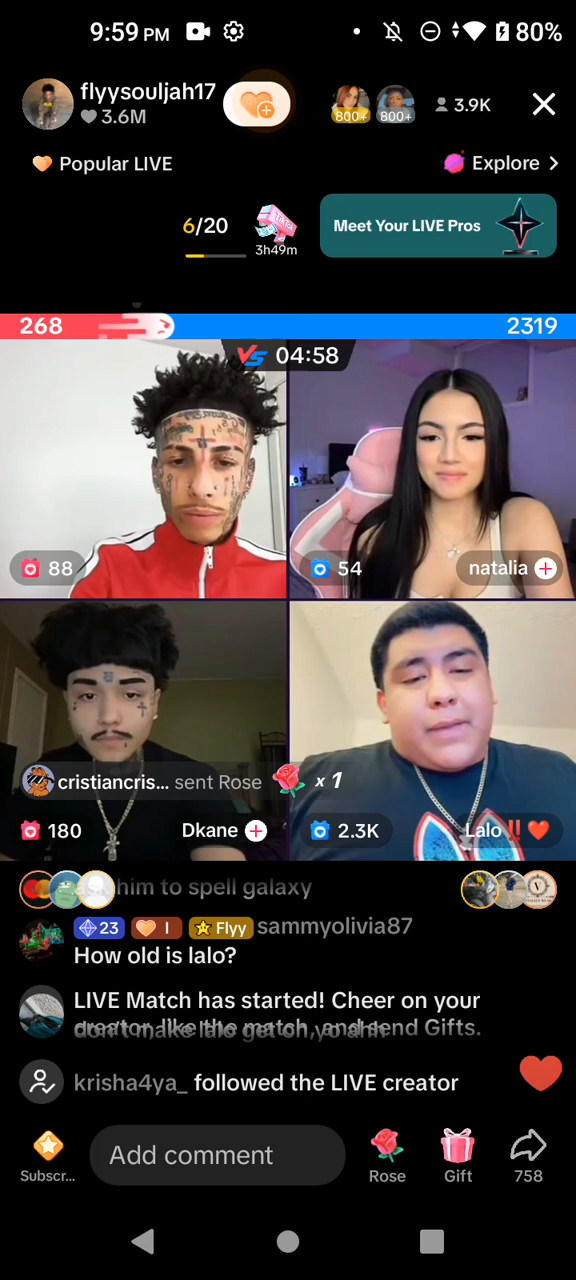 9:59 PM 80%
flyysouljah17
3.6M
800+ 800+ 3.9K
Popular LIVE Explore >
6/20
3h49m
Meet Your LIVE Pros
268 2319
VS 04:58
88
54 natalia
cristiancris... sent Rose x 1
180 Dkane
2.3K Lalo‼️❤️
him to spell galaxy
23 I Flyy sammyolivia87
How old is lalo?
LIVE Match has started! Cheer on your
creator, like the match, and send Gifts.
krisha4ya_ followed the LIVE creator
Add comment
Subscr... Rose Gift 758